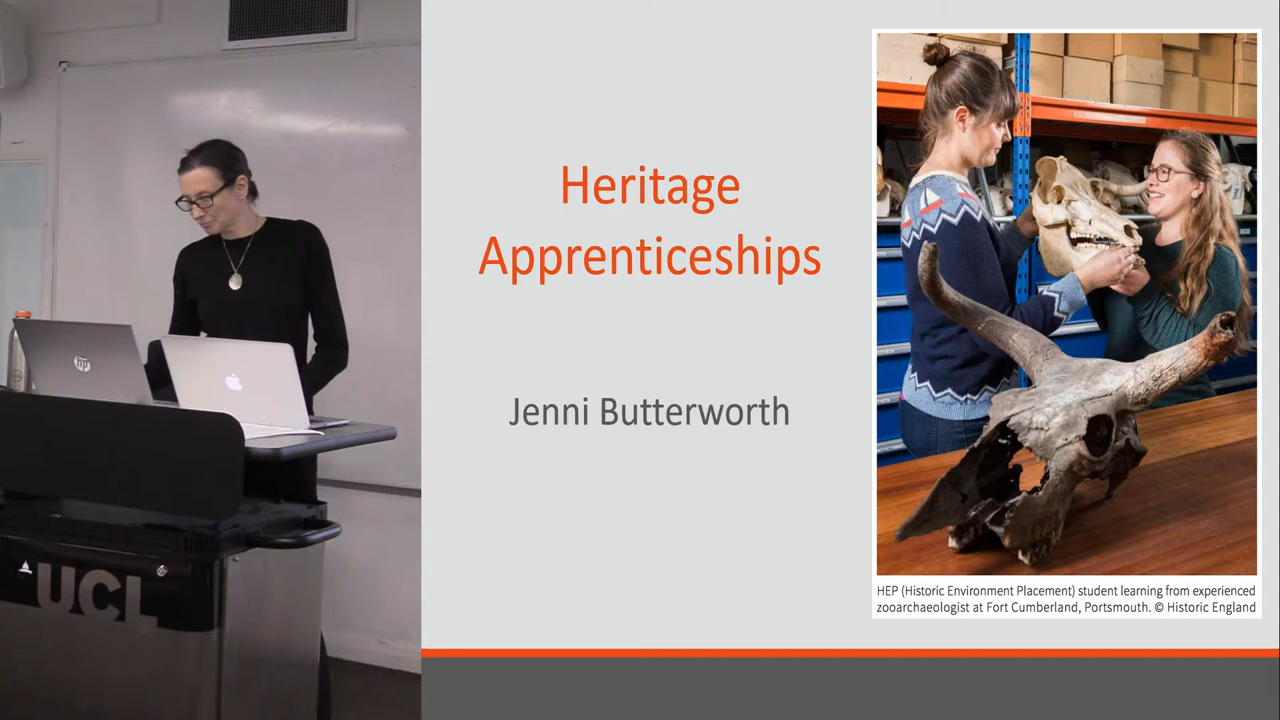 hp
UCL
Heritage
Apprenticeships
Jenni Butterworth
HEP (Historic Environment Placement) student learning from experienced
zooarchaeologist at Fort Cumberland, Portsmouth. © Historic England